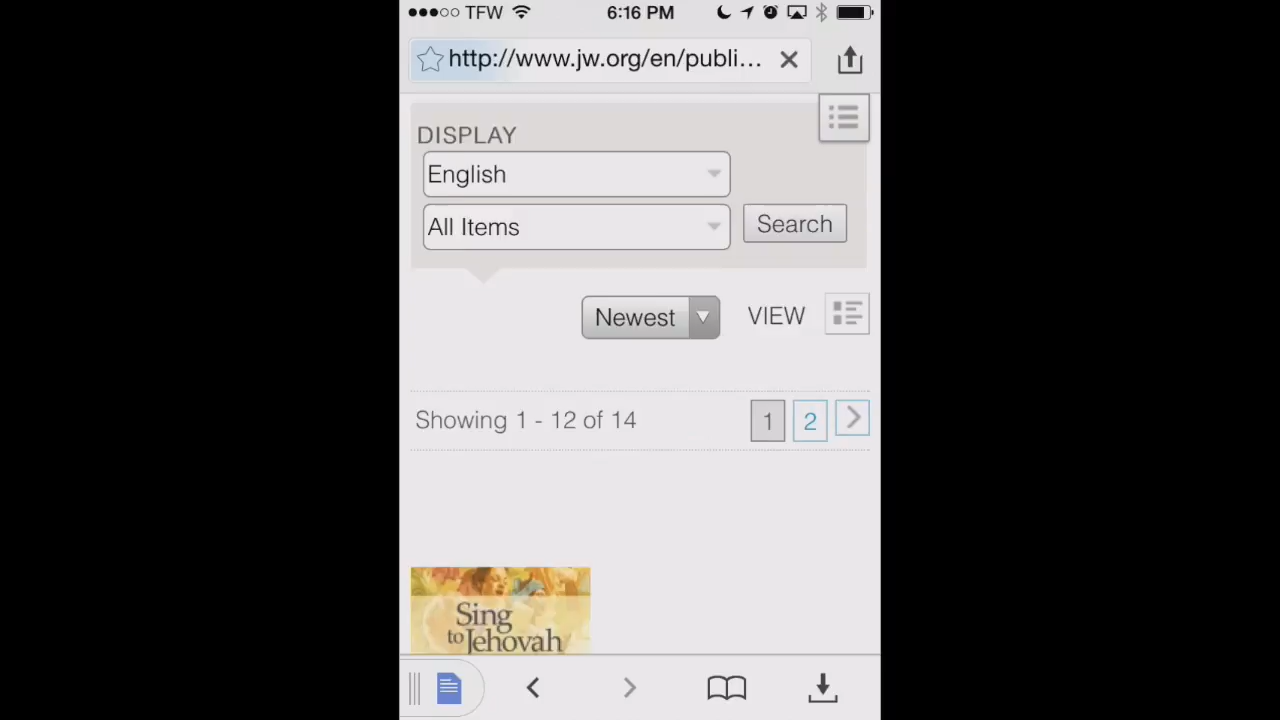 TFW 6:16 PM
http://www.jw.org/en/publi...
DISPLAY
English
All Items
Search
Newest VIEW
Showing 1 - 12 of 14 1 2
Sing
to Jehovah